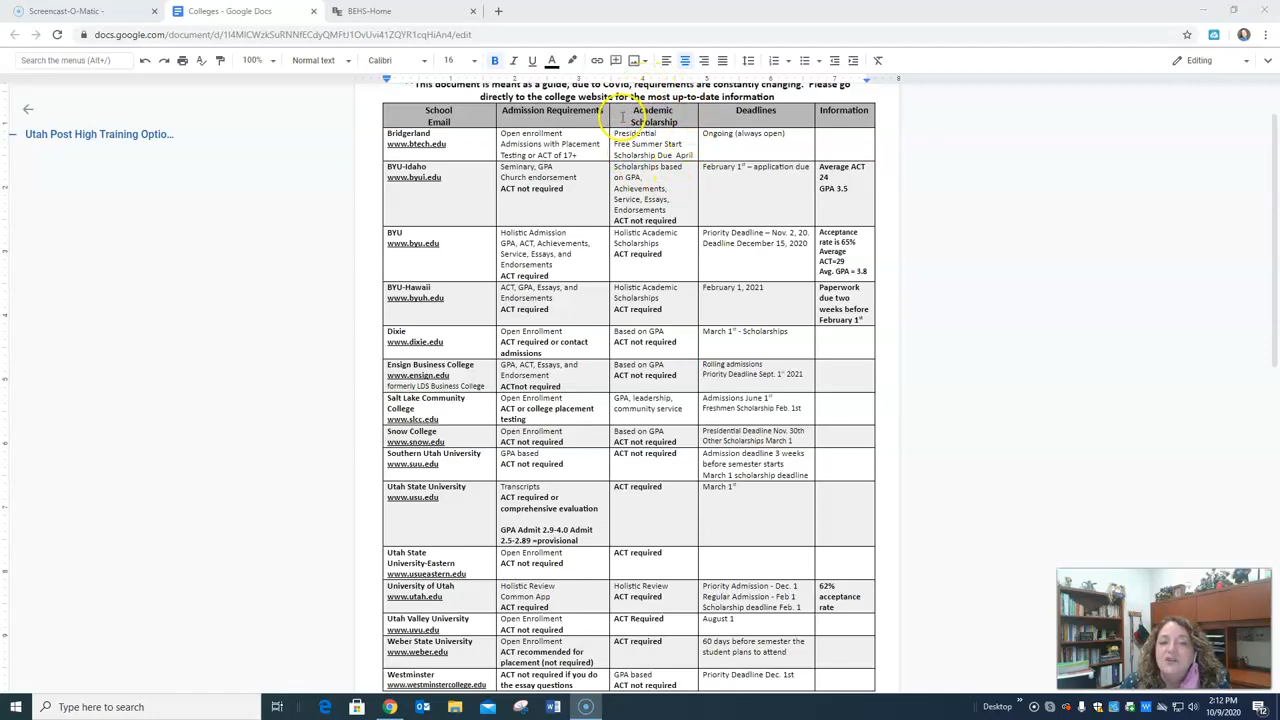 Screencast-O-Matic -
Colleges - Google Docs
BEHS-Home
docs.google.com/document/d/1I4MlCWzkSuRNNfECdyQMFtJ1OvUvi41ZQYR1cqHiAn4/edit
Search the menus (Alt+/)
100%
Normal text
Calibri
16
B I U A
Editing
1 2 3 4 5 6 7 8
This document is meant as a guide, due to Covid, requirements are constantly changing. Please go
directly to the college website for the most up-to-date information
Utah Post High Training Optio...
School
Email
Admission Requirements
Academic
Scholarship
Deadlines
Information
Bridgerland
www.btech.edu
Open enrollment
Admissions with Placement
Testing or ACT of 17+
Presidential
Free Summer Start
Scholarship Due April
Ongoing (always open)
BYU-Idaho
www.byui.edu
Seminary, GPA
Church endorsement
ACT not required
Scholarships based
on GPA,
Achievements,
Service, Essays,
Endorsements
ACT not required
February 1st – application due
Average ACT
24
GPA 3.5
BYU
www.byu.edu
Holistic Admission
GPA, ACT, Achievements,
Service, Essays, and
Endorsements
ACT required
Holistic Academic
Scholarships
ACT required
Priority Deadline – Nov. 2, 20.
Deadline December 15, 2020
Acceptance
rate is 65%
Average
ACT=29
Avg. GPA = 3.8
BYU-Hawaii
www.byuh.edu
ACT, GPA, Essays, and
Endorsements
ACT required
Holistic Academic
Scholarships
ACT required
February 1, 2021
Paperwork
due two
weeks before
February 1st
Dixie
www.dixie.edu
Open Enrollment
ACT required or contact
admissions
Based on GPA
ACT not required
March 1st - Scholarships
Ensign Business College
www.ensign.edu
formerly LDS Business College
GPA, ACT, Essays, and
Endorsement
ACTnot required
Based on GPA
ACT not required
Rolling admissions
Priority Deadline Sept. 1st 2021
Salt Lake Community
College
www.slcc.edu
Open Enrollment
ACT or college placement
testing
GPA, leadership,
community service
Admissions June 1st
Freshmen Scholarship Feb. 1st
Snow College
www.snow.edu
Open Enrollment
ACT not required
Based on GPA
ACT not required
Presidential Deadline Nov. 30th
Other Scholarships March 1
Southern Utah University
www.suu.edu
GPA based
ACT not required
ACT not required
Admission deadline 3 weeks
before semester starts
March 1 scholarship deadline
Utah State University
www.usu.edu
Transcripts
ACT required or
comprehensive evaluation
GPA Admit 2.9-4.0 Admit
2.5-2.89 =provisional
ACT required
March 1st
Utah State
University-Eastern
www.usueastern.edu
Open Enrollment
ACT not required
ACT required
University of Utah
www.utah.edu
Holistic Review
Common App
ACT required
Holistic Review
ACT required
Priority Admission - Dec. 1
Regular Admission - Feb 1
Scholarship deadline Feb. 1
62%
acceptance
rate
Utah Valley University
www.uvu.edu
Open Enrollment
ACT not required
ACT Required
August 1
Weber State University
www.weber.edu
Open Enrollment
ACT recommended for
placement (not required)
ACT required
60 days before semester the
student plans to attend
Westminster
www.westminstercollege.edu
ACT not required if you do
the essay questions
GPA based
ACT not required
Priority Deadline Dec. 1st
Type here to search
Desktop
2:12 PM
10/9/2020